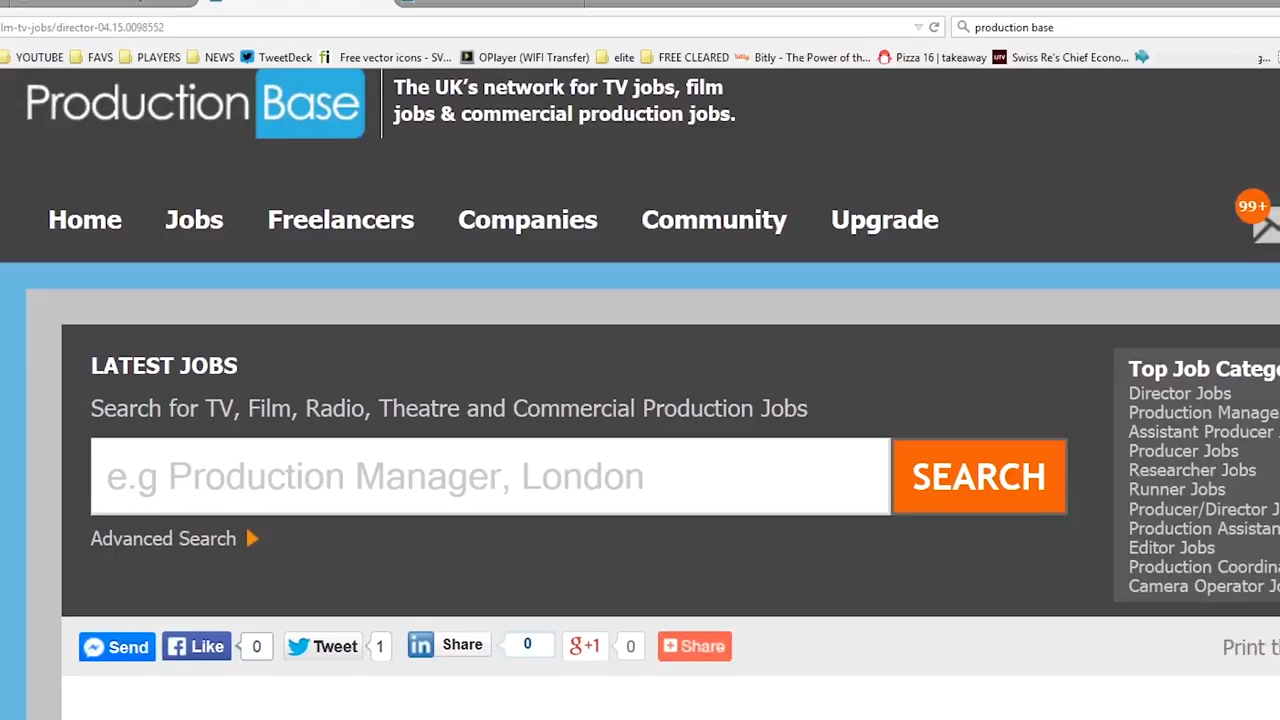 lm-tv-jobs/director-04.15.0098552
production base
YOUTUBE FAVS PLAYERS NEWS TweetDeck Free vector icons - SV... OPlayer (WIFI Transfer) elite FREE CLEARED Bitly - The Power of th... Pizza 16 | takeaway Swiss Re's Chief Econo... g...
ProductionBase
The UK's network for TV jobs, film
jobs & commercial production jobs.
Home Jobs Freelancers Companies Community Upgrade
99+
LATEST JOBS
Search for TV, Film, Radio, Theatre and Commercial Production Jobs
e.g Production Manager, London
SEARCH
Advanced Search
Top Job Catego
Director Jobs
Production Manage
Assistant Producer
Producer Jobs
Researcher Jobs
Runner Jobs
Producer/Director J
Production Assistan
Editor Jobs
Production Coordina
Camera Operator Jo
Send Like 0 Tweet 1 in Share 0 g+1 0 Share
Print t